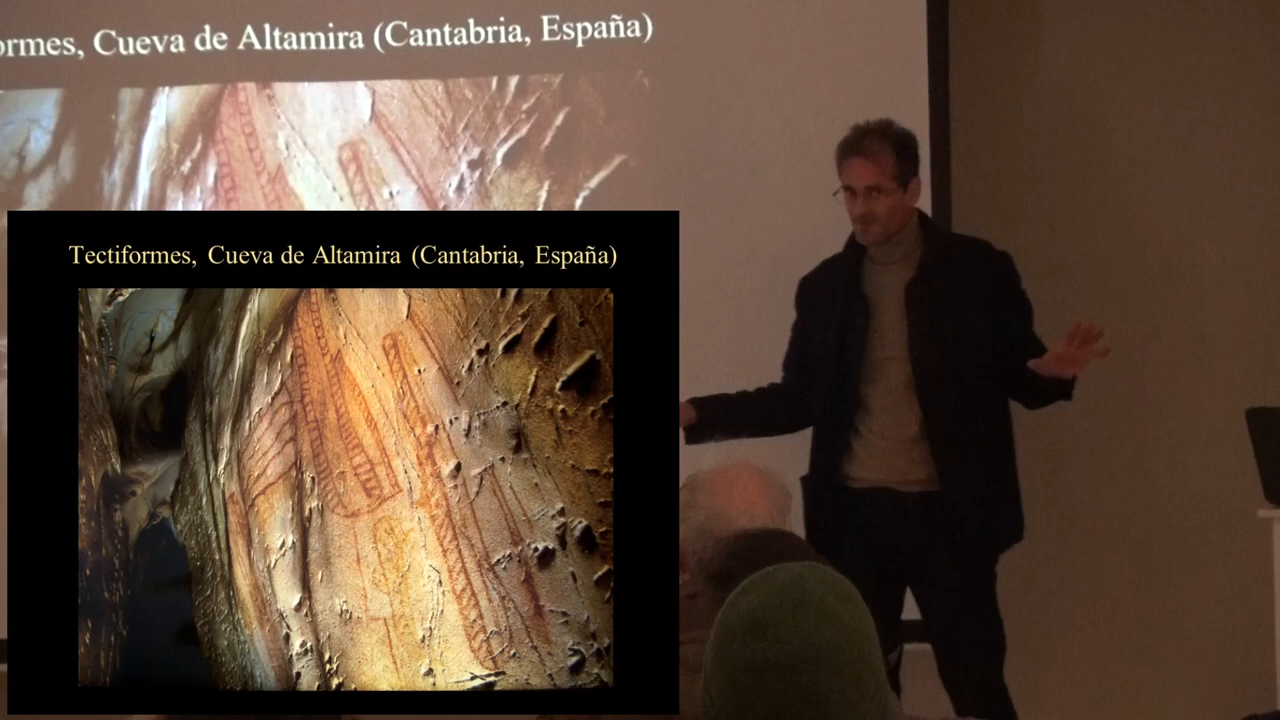 ormes, Cueva de Altamira (Cantabria, España)
Tectiformes, Cueva de Altamira (Cantabria, España)